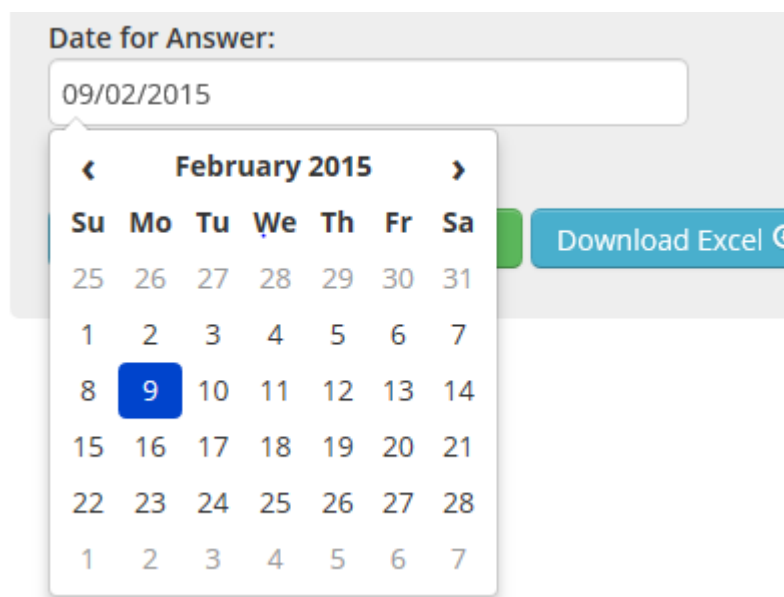 Date for Answer:
09/02/2015
‹ February 2015 ›
Su Mo Tu We Th Fr Sa
Download Excel
25 26 27 28 29 30 31
1 2 3 4 5 6 7
8 9 10 11 12 13 14
15 16 17 18 19 20 21
22 23 24 25 26 27 28
1 2 3 4 5 6 7